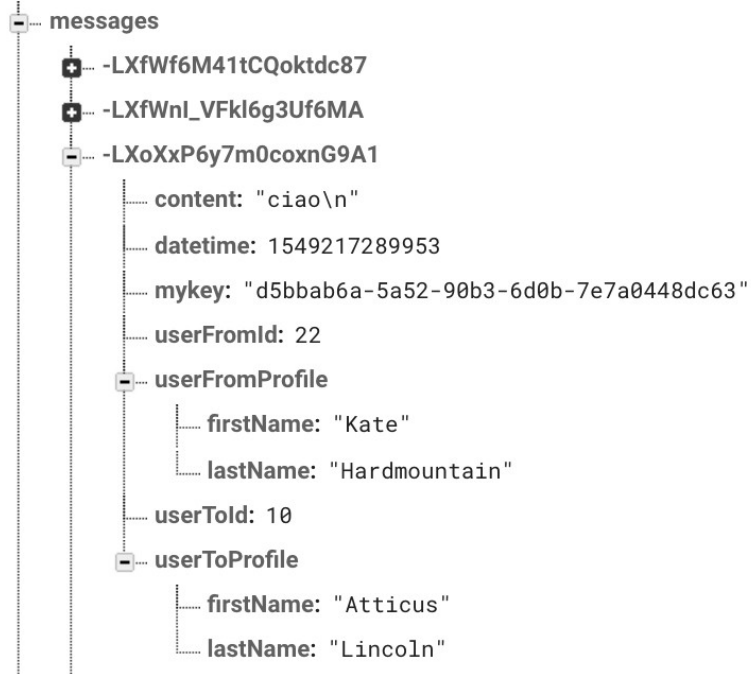 messages
-LXfWf6M41tCQoktdc87
-LXfWnI_VFkl6g3Uf6MA
-LXoXxP6y7m0coxnG9A1
content: "ciao\n"
datetime: 1549217289953
mykey: "d5bbab6a-5a52-90b3-6d0b-7e7a0448dc63"
userFromId: 22
userFromProfile
firstName: "Kate"
lastName: "Hardmountain"
userToId: 10
userToProfile
firstName: "Atticus"
lastName: "Lincoln"